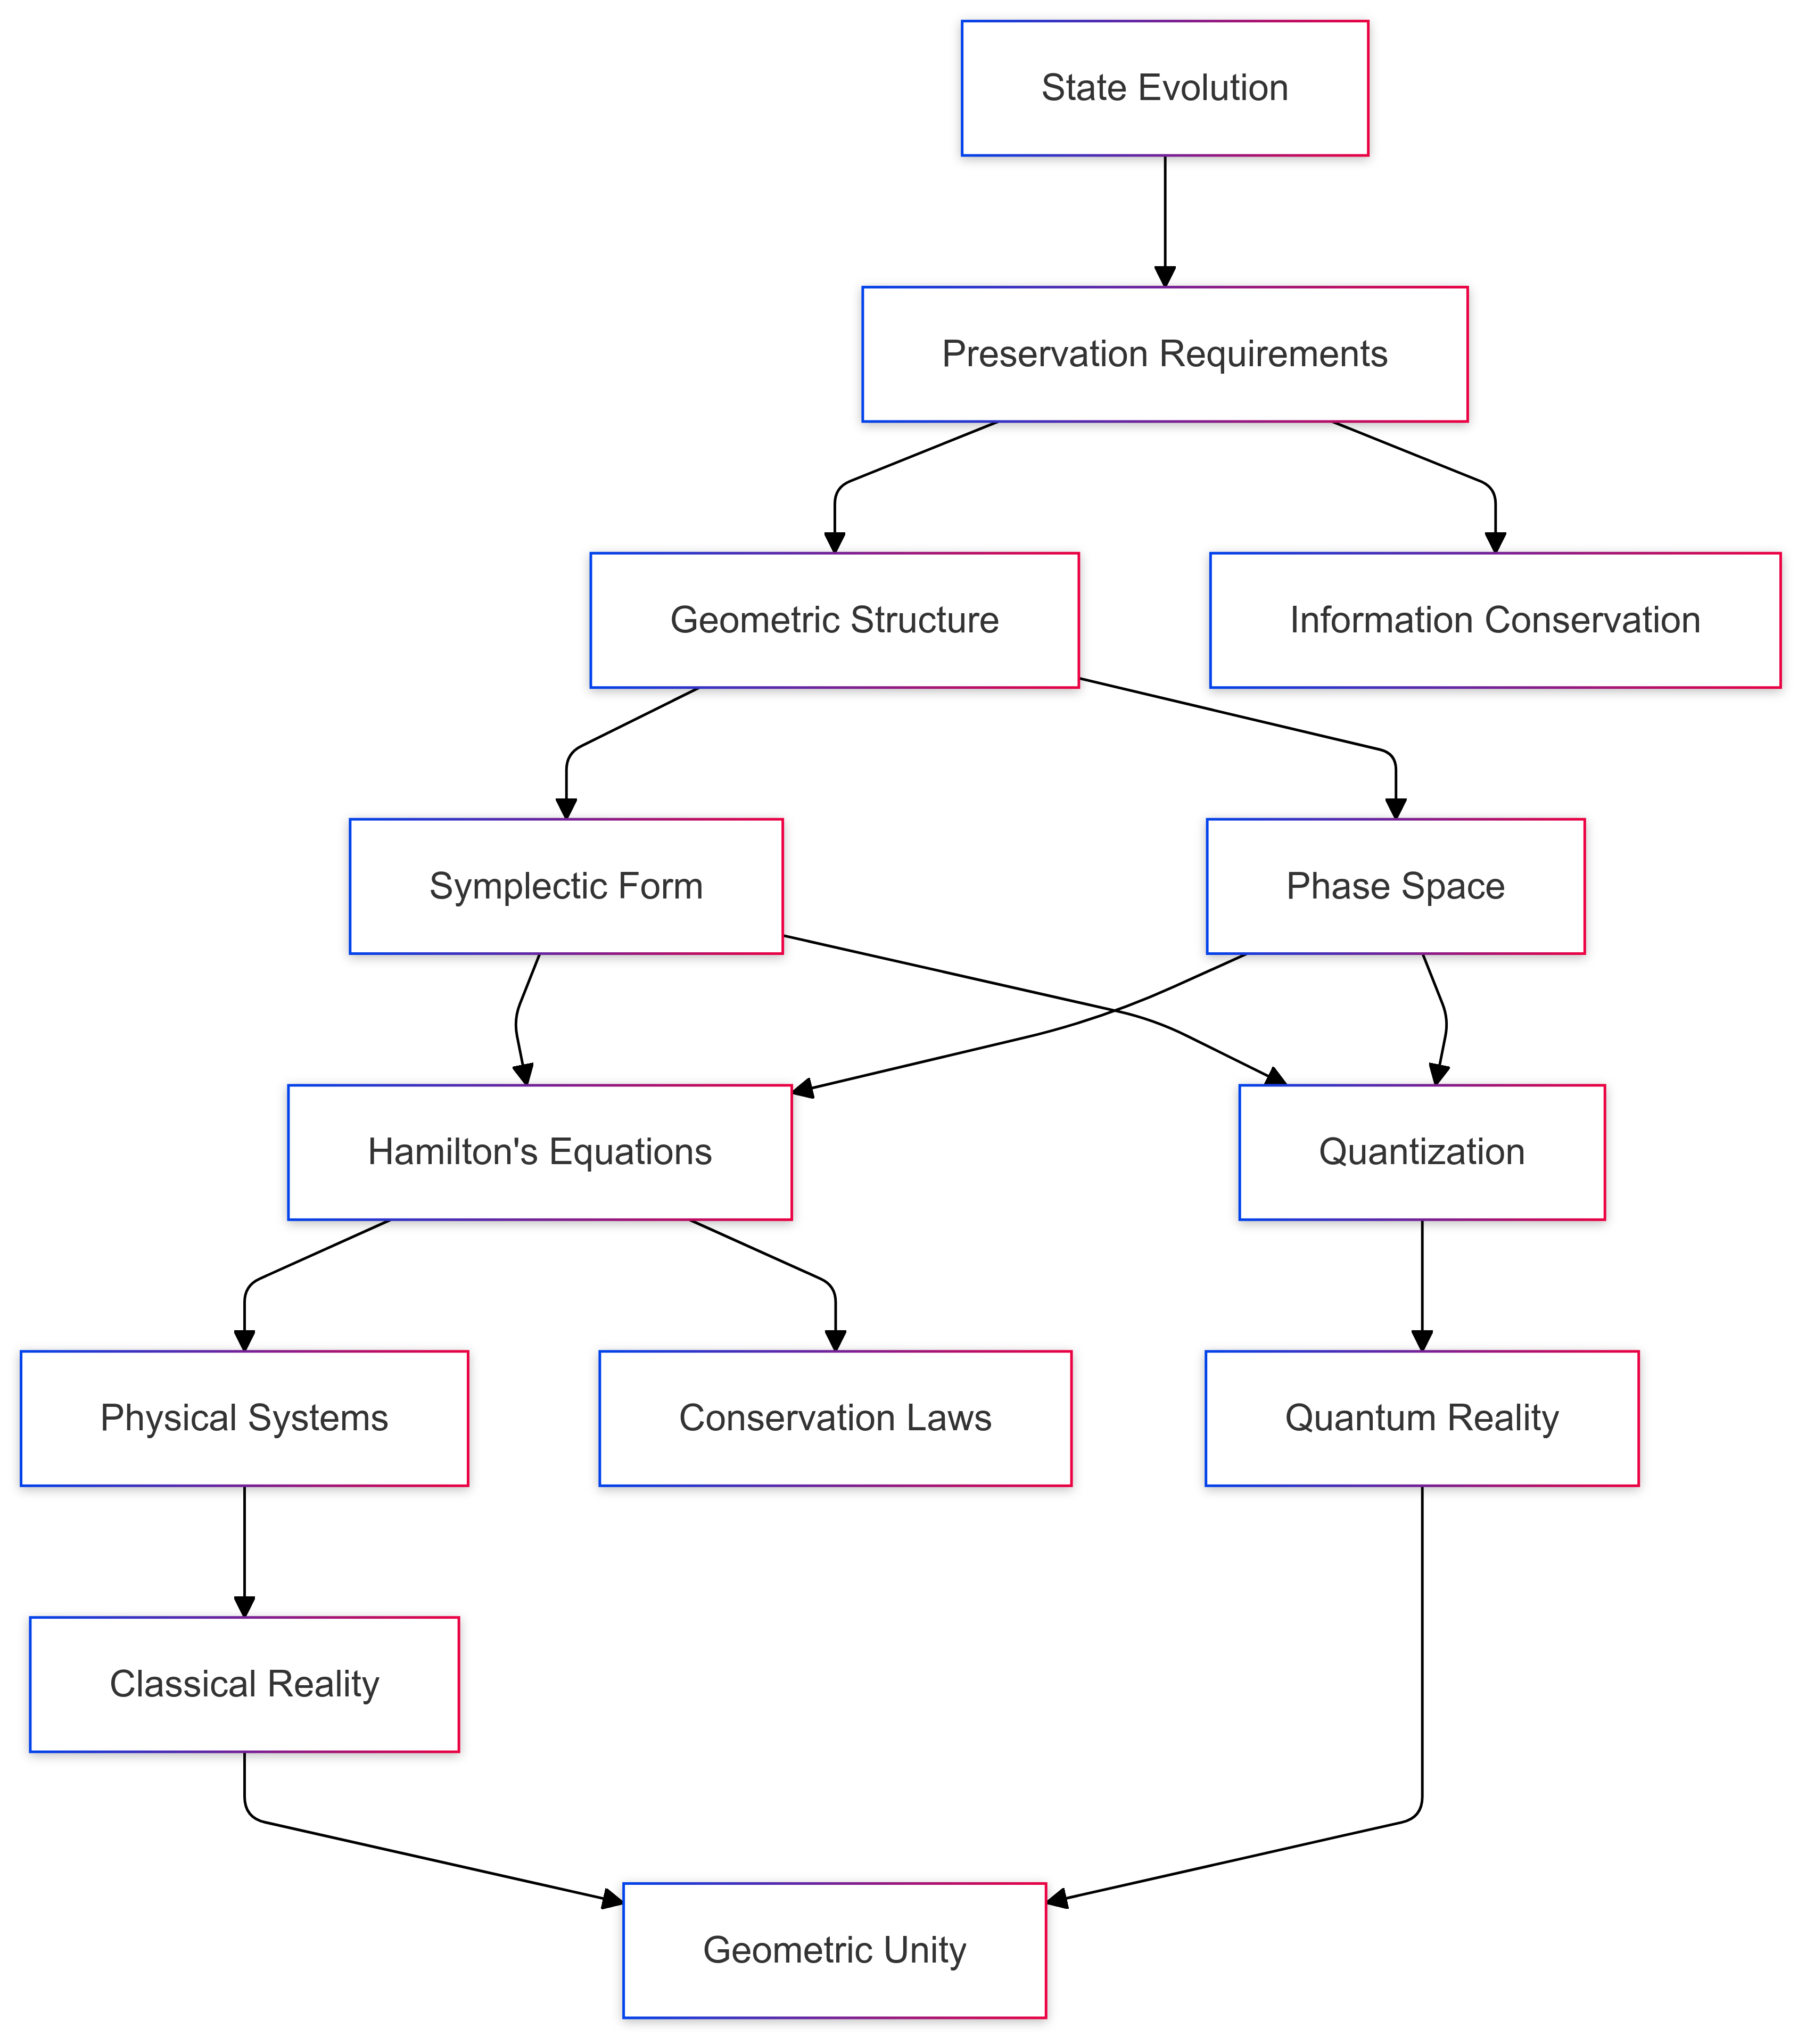 State Evolution
Preservation Requirements
Geometric Structure
Information Conservation
Symplectic Form
Phase Space
Hamilton's Equations
Quantization
Physical Systems
Conservation Laws
Quantum Reality
Classical Reality
Geometric Unity